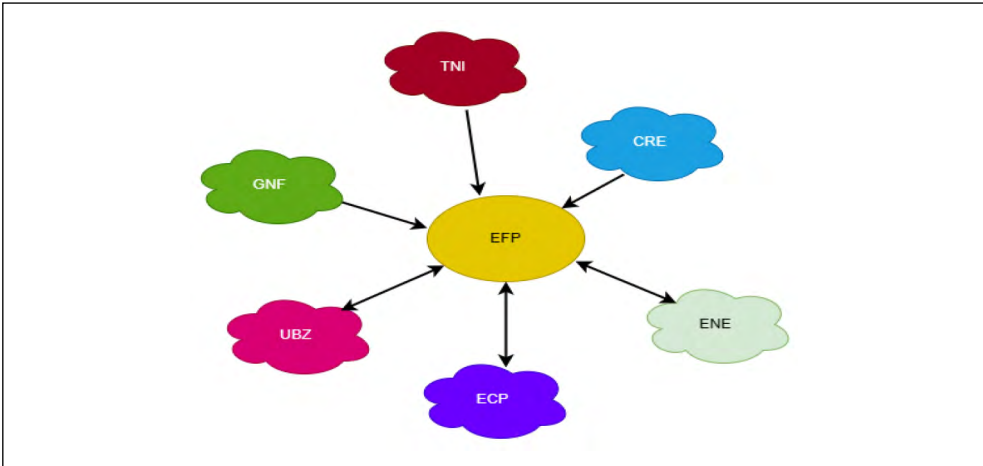 TNI
CRE
GNF
EFP
UBZ
ENE
ECP